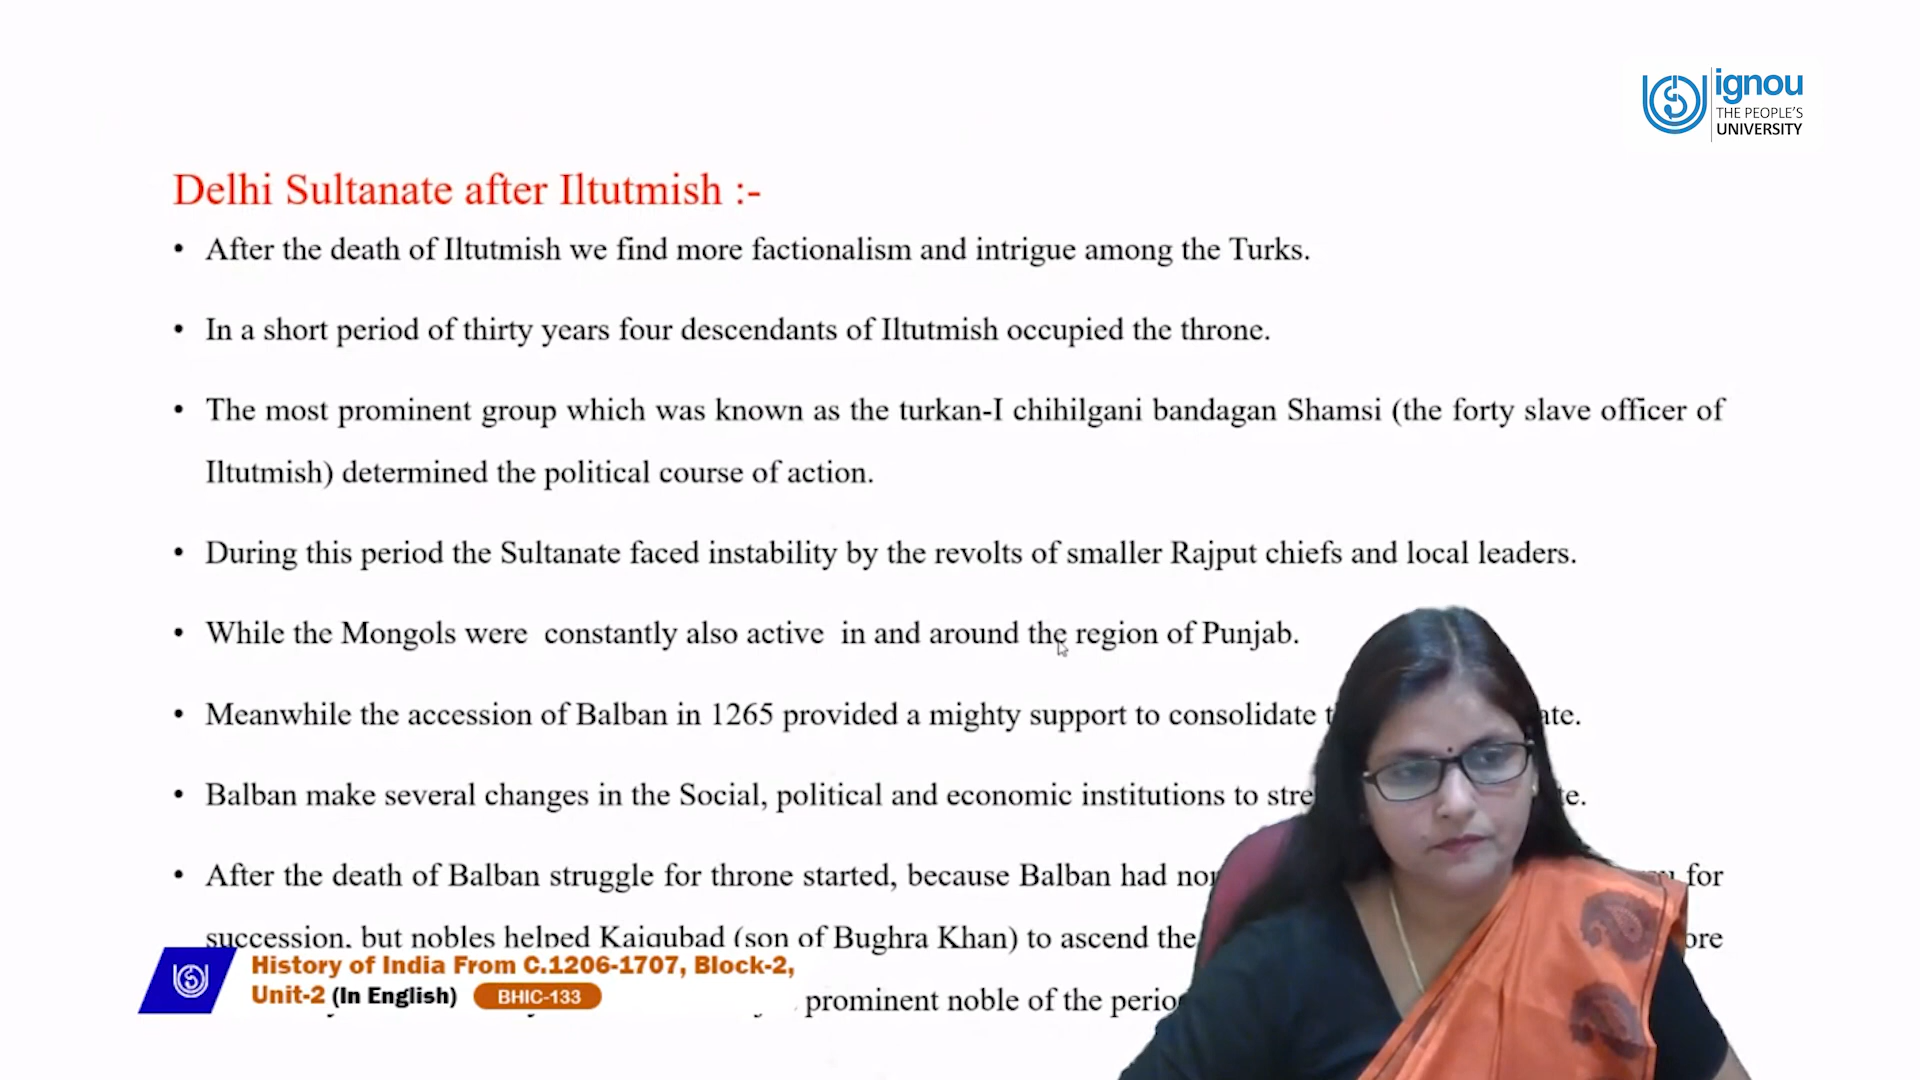 ignou
THE PEOPLE'S
UNIVERSITY
Delhi Sultanate after Iltutmish :-
• After the death of Iltutmish we find more factionalism and intrigue among the Turks.
• In a short period of thirty years four descendants of Iltutmish occupied the throne.
• The most prominent group which was known as the turkan-I chihilgani bandagan Shamsi (the forty slave officer of
Iltutmish) determined the political course of action.
• During this period the Sultanate faced instability by the revolts of smaller Rajput chiefs and local leaders.
• While the Mongols were constantly also active in and around the region of Punjab.
• Meanwhile the accession of Balban in 1265 provided a mighty support to consolidate
• Balban make several changes in the Social, political and economic institutions to
• After the death of Balban struggle for throne started, because Balban had for
succession, but nobles helped Kaiqubad (son of Bughra Khan) to ascend the
prominent noble of the
History of India From C.1206-1707, Block-2,
Unit-2 (In English) BHIC-133